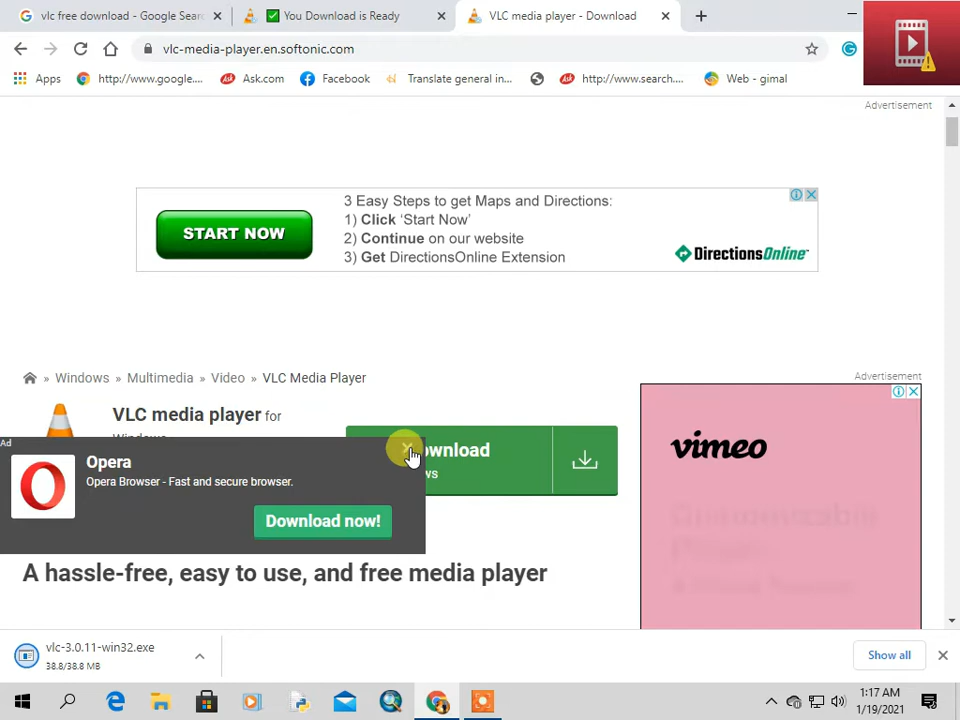 vlc free download - Google Sear
You Download is Ready
VLC media player - Download
vlc-media-player.en.softonic.com
Apps
http://www.google....
Ask.com
Facebook
Translate general in...
http://www.search....
Web - gimal
Advertisement
3 Easy Steps to get Maps and Directions:
START NOW
1) Click 'Start Now'
2) Continue on our website
3) Get DirectionsOnline Extension
DirectionsOnline
» Windows » Multimedia » Video » VLC Media Player
Advertisement
VLC media player for
Windows
Download
Ad
Opera
Opera Browser - Fast and secure browser.
Download now!
vimeo
A hassle-free, easy to use, and free media player
vlc-3.0.11-win32.exe
38.8/38.8 MB
Show all
1:17 AM
1/19/2021